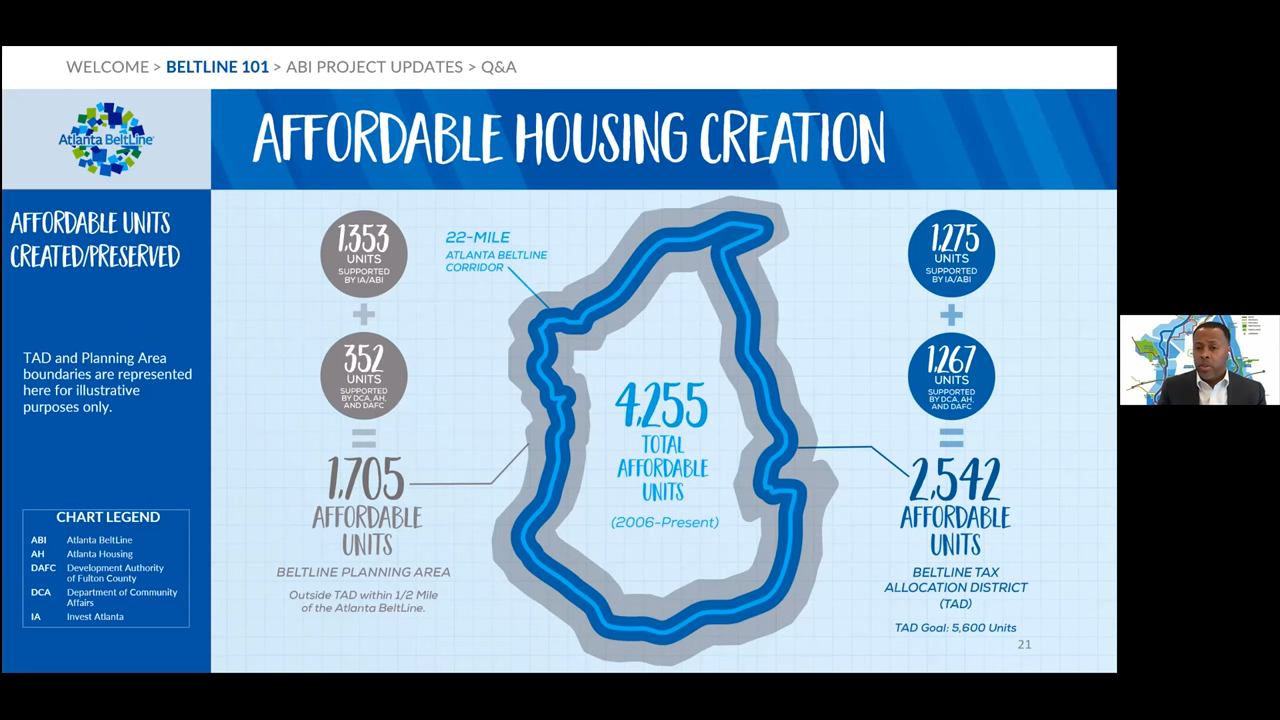 WELCOME > BELTLINE 101 > ABI PROJECT UPDATES > Q&A
Atlanta BeltLine
AFFORDABLE HOUSING CREATION
AFFORDABLE UNITS
CREATED/PRESERVED
TAD and Planning Area
boundaries are represented
here for illustrative
purposes only.
CHART LEGEND
ABI Atlanta BeltLine
AH Atlanta Housing
DAFC Development Authority
of Fulton County
DCA Department of Community
Affairs
IA Invest Atlanta
1,353
UNITS
SUPPORTED
BY IA/ABI
+
352
UNITS
SUPPORTED
BY DCA, AH,
AND DAFC
=
1,705
AFFORDABLE
UNITS
BELTLINE PLANNING AREA
Outside TAD within 1/2 Mile
of the Atlanta BeltLine.
22-MILE
ATLANTA BELTLINE
CORRIDOR
4,255
TOTAL
AFFORDABLE
UNITS
(2006-Present)
1,275
UNITS
SUPPORTED
BY IA/ABI
+
1,267
UNITS
SUPPORTED
BY DCA, AH,
AND DAFC
=
2,542
AFFORDABLE
UNITS
BELTLINE TAX
ALLOCATION DISTRICT
(TAD)
TAD Goal: 5,600 Units
21